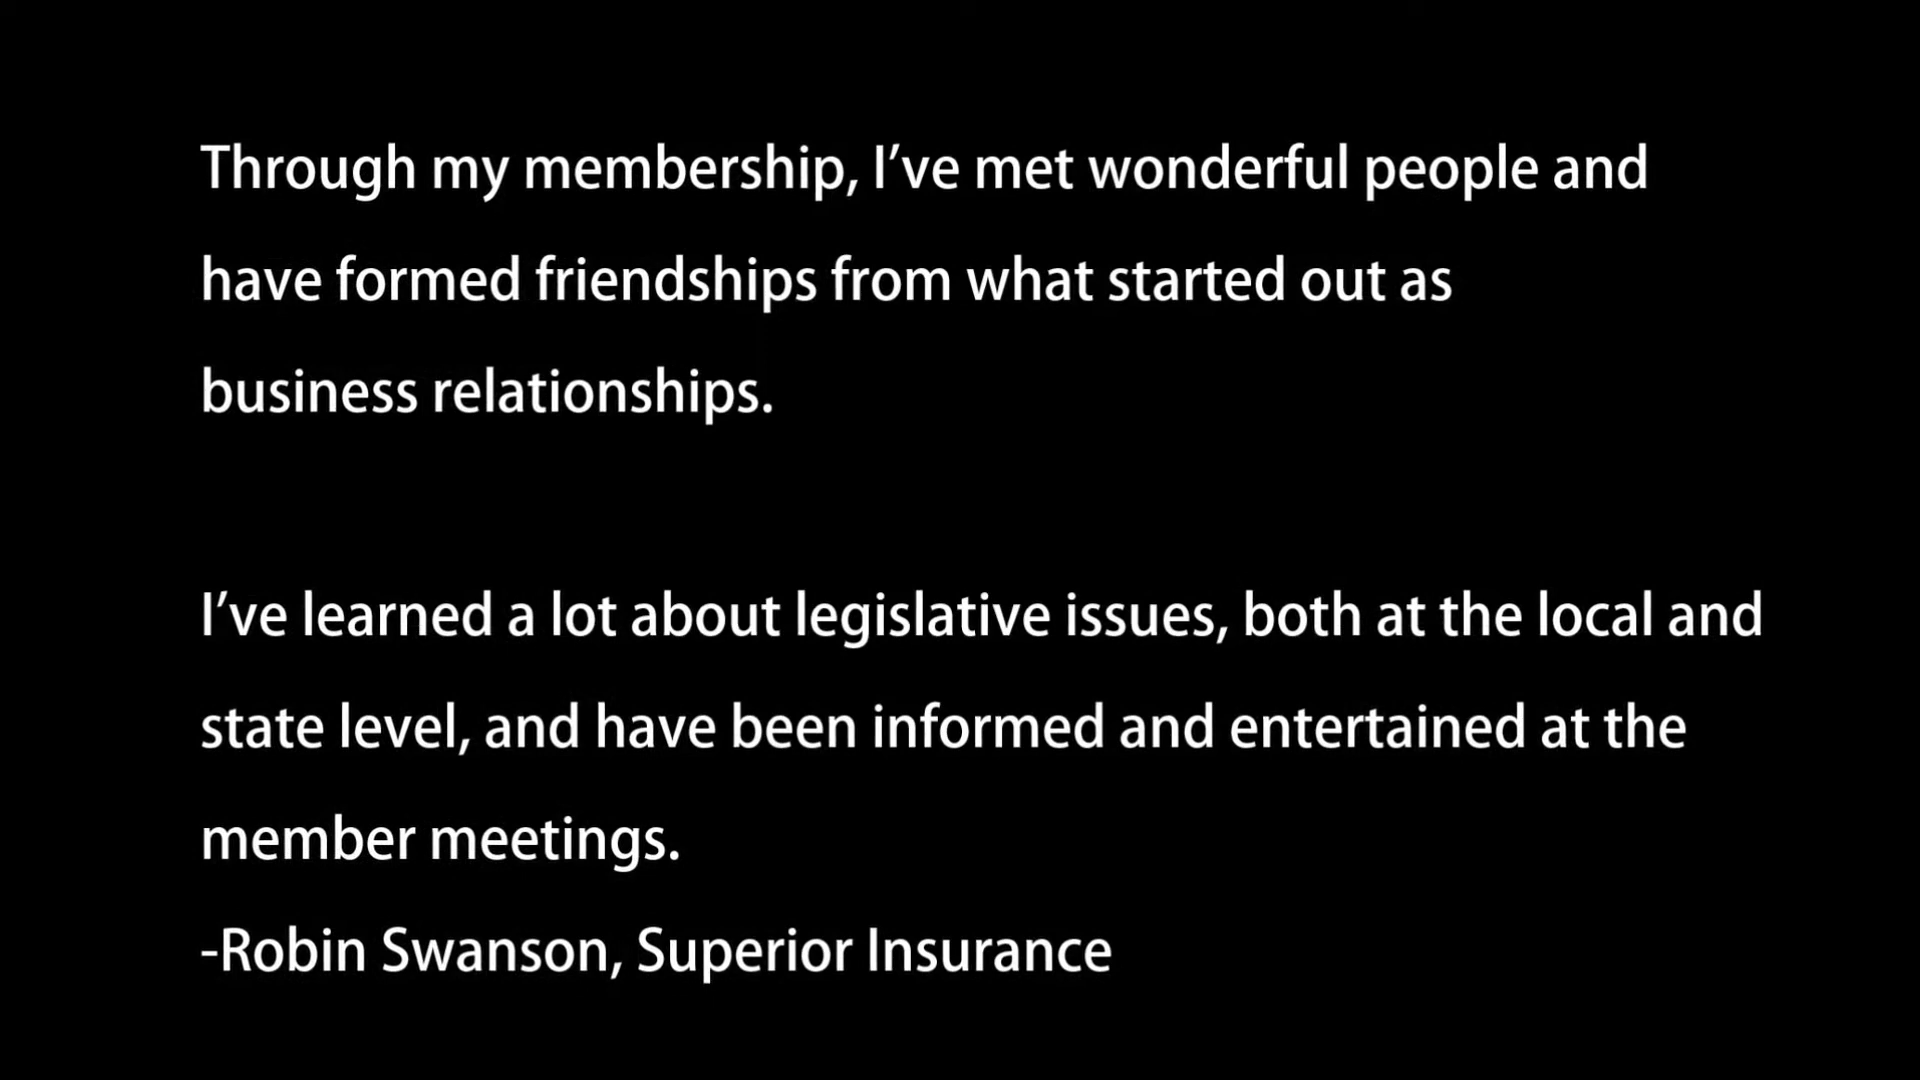 Through my membership, I’ve met wonderful people and
have formed friendships from what started out as
business relationships.
I’ve learned a lot about legislative issues, both at the local and
state level, and have been informed and entertained at the
member meetings.
-Robin Swanson, Superior Insurance